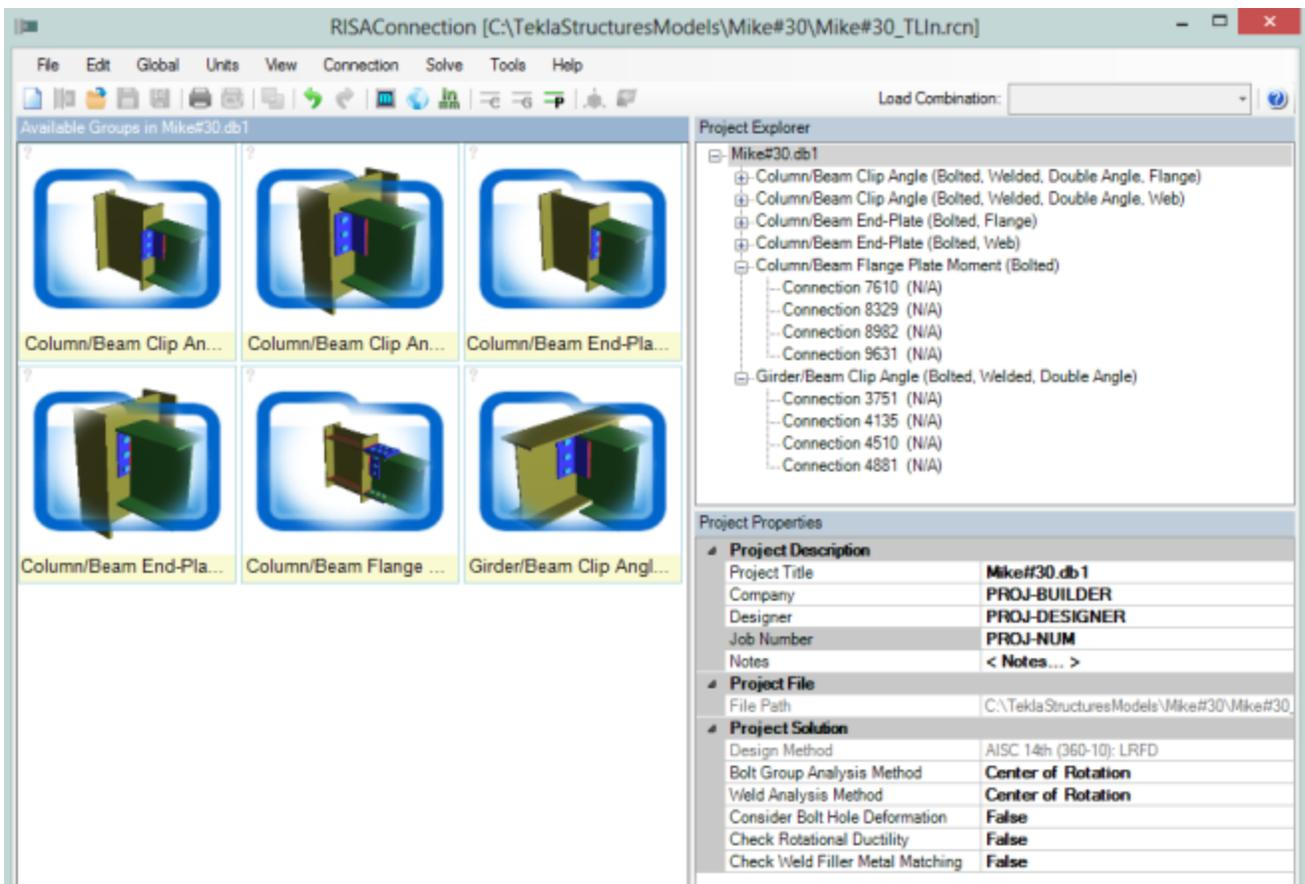 RISAConnection [C:\TeklaStructuresModels\Mike#30\Mike#30_TLIn.rcn]
File Edit Global Units View Connection Solve Tools Help
Load Combination:
Available Groups in Mike#30.db1
Column/Beam Clip An...
Column/Beam Clip An...
Column/Beam End-Pla...
Column/Beam End-Pla...
Column/Beam Flange ...
Girder/Beam Clip Angl...
Project Explorer
Mike#30.db1
Column/Beam Clip Angle (Bolted, Welded, Double Angle, Flange)
Column/Beam Clip Angle (Bolted, Welded, Double Angle, Web)
Column/Beam End-Plate (Bolted, Flange)
Column/Beam End-Plate (Bolted, Web)
Column/Beam Flange Plate Moment (Bolted)
Connection 7610 (N/A)
Connection 8329 (N/A)
Connection 8982 (N/A)
Connection 9631 (N/A)
Girder/Beam Clip Angle (Bolted, Welded, Double Angle)
Connection 3751 (N/A)
Connection 4135 (N/A)
Connection 4510 (N/A)
Connection 4881 (N/A)
Project Properties
Project Description
Project Title Mike#30.db1
Company PROJ-BUILDER
Designer PROJ-DESIGNER
Job Number PROJ-NUM
Notes < Notes... >
Project File
File Path C:\TeklaStructuresModels\Mike#30\Mike#30_
Project Solution
Design Method AISC 14th (360-10): LRFD
Bolt Group Analysis Method Center of Rotation
Weld Analysis Method Center of Rotation
Consider Bolt Hole Deformation False
Check Rotational Ductility False
Check Weld Filler Metal Matching False